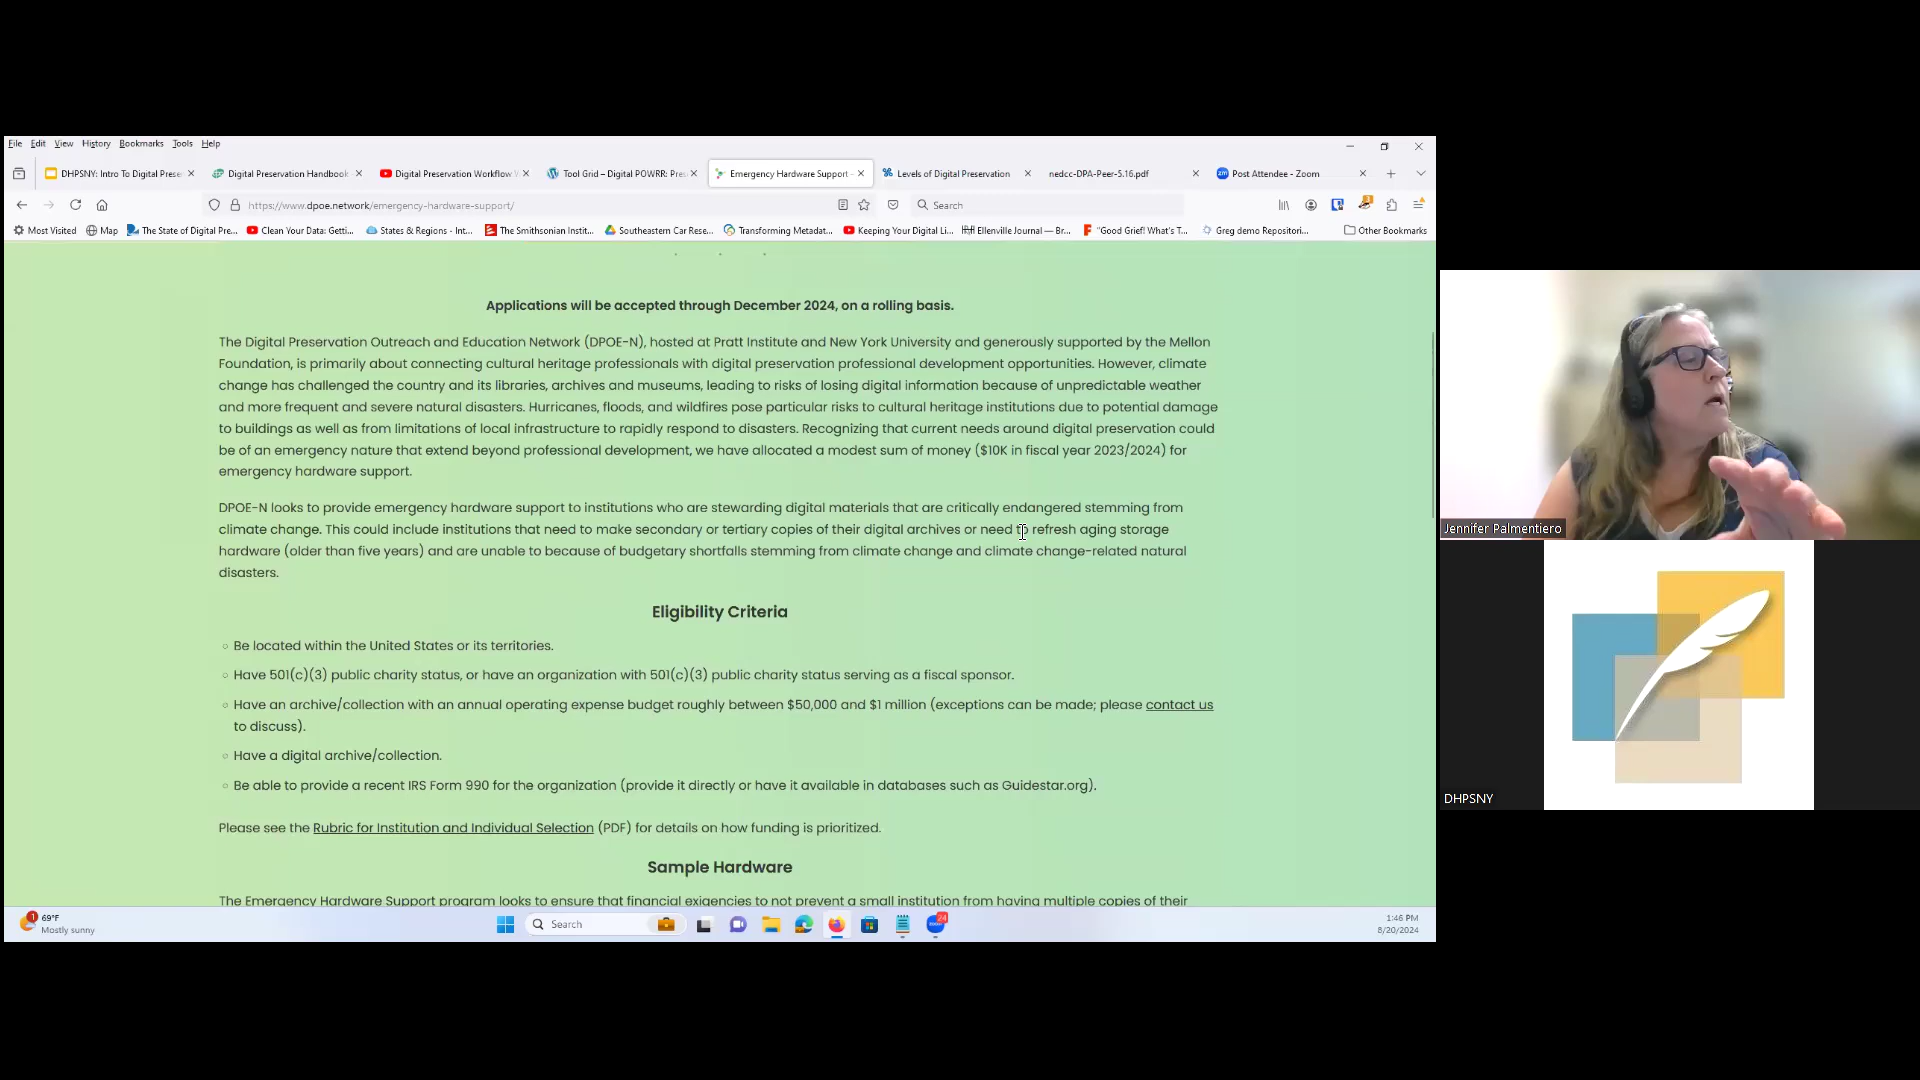 File Edit View History Bookmarks Tools Help
DHPSNY: Intro To Digital Prese
Digital Preservation Handbook
Digital Preservation Workflow
Tool Grid – Digital POWRR: Pre
Emergency Hardware Support
Levels of Digital Preservation
nedcc-DPA-Peer-5.16.pdf
Post Attendee - Zoom
https://www.dpoe.network/emergency-hardware-support/
Search
Most Visited
Map
The State of Digital Pre...
Clean Your Data: Getti...
States & Regions - Int...
The Smithsonian Instit...
Southeastern Car Rese...
Transforming Metadat...
Keeping Your Digital Li...
Ellenville Journal — Br...
"Good Grief! What's T...
Greg demo Repositori...
Other Bookmarks
Applications will be accepted through December 2024, on a rolling basis.
The Digital Preservation Outreach and Education Network (DPOE-N), hosted at Pratt Institute and New York University and generously supported by the Mellon
Foundation, is primarily about connecting cultural heritage professionals with digital preservation professional development opportunities. However, climate
change has challenged the country and its libraries, archives and museums, leading to risks of losing digital information because of unpredictable weather
and more frequent and severe natural disasters. Hurricanes, floods, and wildfires pose particular risks to cultural heritage institutions due to potential damage
to buildings as well as from limitations of local infrastructure to rapidly respond to disasters. Recognizing that current needs around digital preservation could
be of an emergency nature that extend beyond professional development, we have allocated a modest sum of money ($10K in fiscal year 2023/2024) for
emergency hardware support.
DPOE-N looks to provide emergency hardware support to institutions who are stewarding digital materials that are critically endangered stemming from
climate change. This could include institutions that need to make secondary or tertiary copies of their digital archives or need to refresh aging storage
hardware (older than five years) and are unable to because of budgetary shortfalls stemming from climate change and climate change-related natural
disasters.
Eligibility Criteria
Be located within the United States or its territories.
Have 501(c)(3) public charity status, or have an organization with 501(c)(3) public charity status serving as a fiscal sponsor.
Have an archive/collection with an annual operating expense budget roughly between $50,000 and $1 million (exceptions can be made; please contact us
to discuss).
Have a digital archive/collection.
Be able to provide a recent IRS Form 990 for the organization (provide it directly or have it available in databases such as Guidestar.org).
Please see the Rubric for Institution and Individual Selection (PDF) for details on how funding is prioritized.
Sample Hardware
The Emergency Hardware Support program looks to ensure that financial exigencies to not prevent a small institution from having multiple copies of their
1
69°F
Mostly sunny
Search
24
1:46 PM
8/20/2024
Jennifer Palmentiero
DHPSNY